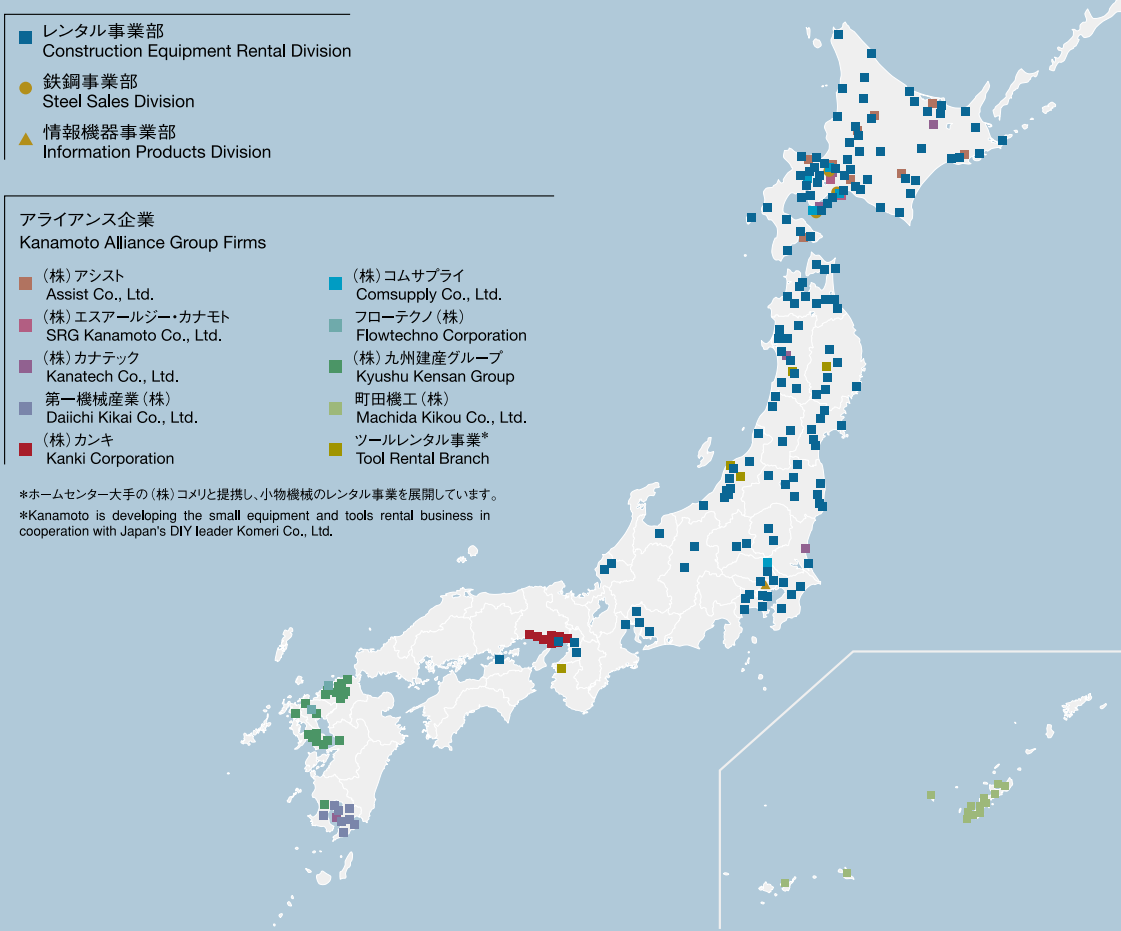 レンタル事業部
Construction Equipment Rental Division
鉄鋼事業部
Steel Sales Division
情報機器事業部
Information Products Division
アライアンス企業
Kanamoto Alliance Group Firms
(株)アシスト
Assist Co., Ltd.
(株)エスアールジー・カナモト
SRG Kanamoto Co., Ltd.
(株)カナテック
Kanatech Co., Ltd.
第一機械産業(株)
Daiichi Kikai Co., Ltd.
(株)カンキ
Kanki Corporation
(株)コムサプライ
Comsupply Co., Ltd.
フローテクノ(株)
Flowtechno Corporation
(株)九州建産グループ
Kyushu Kensan Group
町田機工(株)
Machida Kikou Co., Ltd.
ツールレンタル事業*
Tool Rental Branch
*ホームセンター大手の(株)コメリと提携し、小物機械のレンタル事業を展開しています。
*Kanamoto is developing the small equipment and tools rental business in
cooperation with Japan's DIY leader Komeri Co., Ltd.